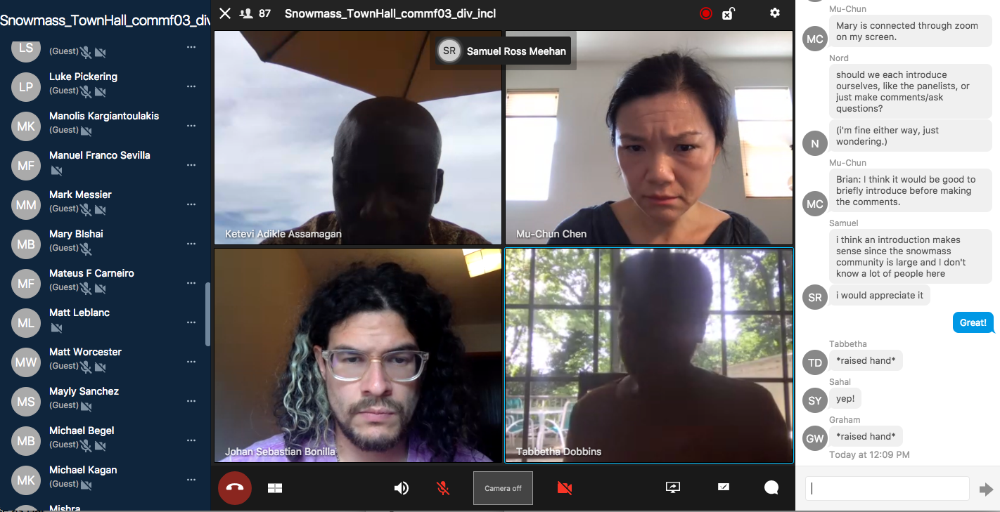 Snowmass_TownHall_commf03_div
LS
(Guest)
LP
Luke Pickering
(Guest)
MK
Manolis Kargiantoulakis
(Guest)
MF
Manuel Franco Sevilla
MM
Mark Messier
(Guest)
MB
Mary BIshai
(Guest)
MF
Mateus F Carneiro
(Guest)
ML
Matt Leblanc
MW
Matt Worcester
(Guest)
MS
Mayly Sanchez
(Guest)
MB
Michael Begel
(Guest)
MK
Michael Kagan
(Guest)
Mishra
87
Snowmass_TownHall_commf03_div_incl
SR
Samuel Ross Meehan
Ketevi Adikle Assamagan
Mu-Chun Chen
Johan Sebastian Bonilla
Tabbetha Dobbins
Camera off
Mu-Chun
MC
Mary is connected through zoom
on my screen.
Nord
should we each introduce
ourselves, like the panelists, or
just make comments/ask
questions?
N
(i'm fine either way, just
wondering.)
Mu-Chun
MC
Brian: I think it would be good to
briefly introduce before making
the comments.
Samuel
i think an introduction makes
sense since the snowmass
community is large and I don't
know a lot of people here
SR
i would appreciate it
Great!
Tabbetha
TD
*raised hand*
Sahal
SY
yep!
Graham
GW
*raised hand*
Today at 12:09 PM